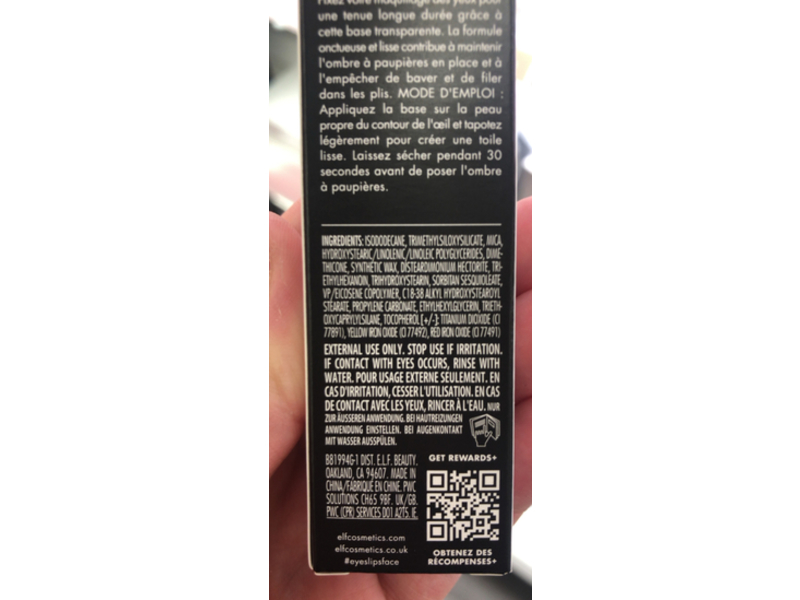 Fixez votre maquillage des yeux pour
une tenue longue durée grâce à
cette base transparente. La formule
onctueuse et lisse contribue à maintenir
l'ombre à paupières en place et à
l'empêcher de baver et de filer
dans les plis. MODE D'EMPLOI :
Appliquez la base sur la peau
propre du contour de l'œil et tapotez
légèrement pour créer une toile
lisse. Laissez sécher pendant 30
secondes avant de poser l'ombre
à paupières.
INGREDIENTS: ISODODECANE, TRIMETHYLSILOXYSILICATE, MICA,
HYDROXYSTEARIC/LINOLENIC/LINOLEIC POLYGLYCERIDES, DIME-
THICONE, SYNTHETIC WAX, DISTEARDIMONIUM HECTORITE, TRI-
ETHYLHEXANOIN, TRIHYDROXYSTEARIN, SORBITAN SESQUIOLEATE,
VP/EICOSENE COPOLYMER, C18-38 ALKYL HYDROXYSTEAROYL
STEARATE, PROPYLENE CARBONATE, ETHYLHEXYLGLYCERIN, TRIETH-
OXYCAPRYLYLSILANE, TOCOPHEROL [+/-]: TITANIUM DIOXIDE (CI
77891), YELLOW IRON OXIDE (CI 77492), RED IRON OXIDE (CI 77491)
EXTERNAL USE ONLY. STOP USE IF IRRITATION.
IF CONTACT WITH EYES OCCURS, RINSE WITH
WATER. POUR USAGE EXTERNE SEULEMENT. EN
CAS D'IRRITATION, CESSER L'UTILISATION. EN CAS
DE CONTACT AVEC LES YEUX, RINCER À L'EAU. NUR
ZUR ÄUSSEREN ANWENDUNG. BEI HAUTREIZUNGEN
ANWENDUNG EINSTELLEN. BEI AUGENKONTAKT
MIT WASSER AUSSPÜLEN.
B81994G-1 DIST. E.L.F. BEAUTY.
OAKLAND, CA 94607. MADE IN
CHINA/FABRIQUÉ EN CHINE. PWC
SOLUTIONS CH65 9BF. UK/GB.
PWC (CPR) SERVICES D01 A2T5. IE.
GET REWARDS+
OBTENEZ DES
RÉCOMPENSES+
elfcosmetics.com
elfcosmetics.co.uk
#eyeslipsface